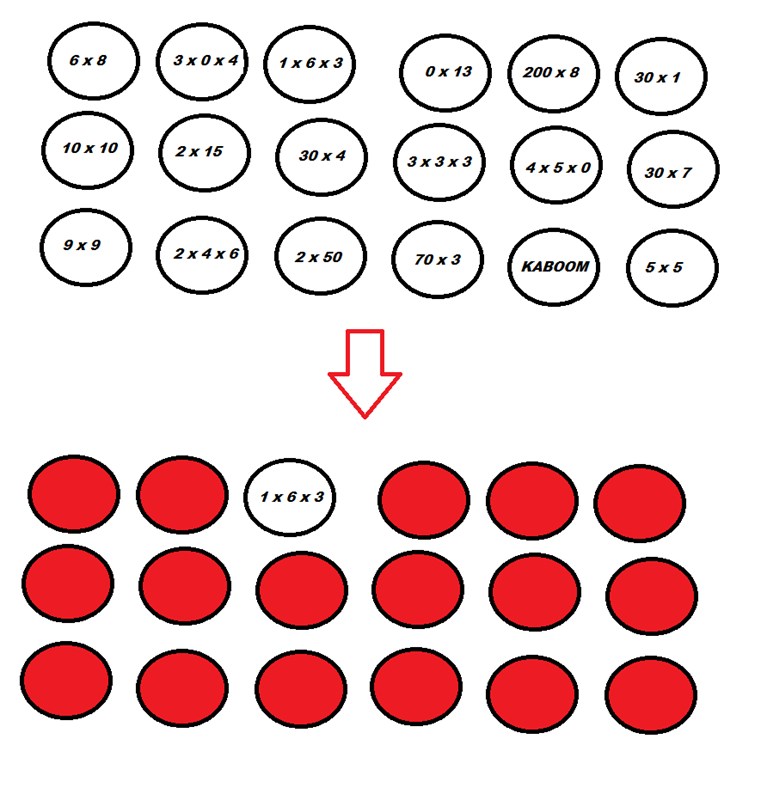 6 x 8
3 x 0 x 4
1 x 6 x 3
0 x 13
200 x 8
30 x 1
10 x 10
2 x 15
30 x 4
3 x 3 x 3
4 x 5 x 0
30 x 7
9 x 9
2 x 4 x 6
2 x 50
70 x 3
KABOOM
5 x 5
1 x 6 x 3